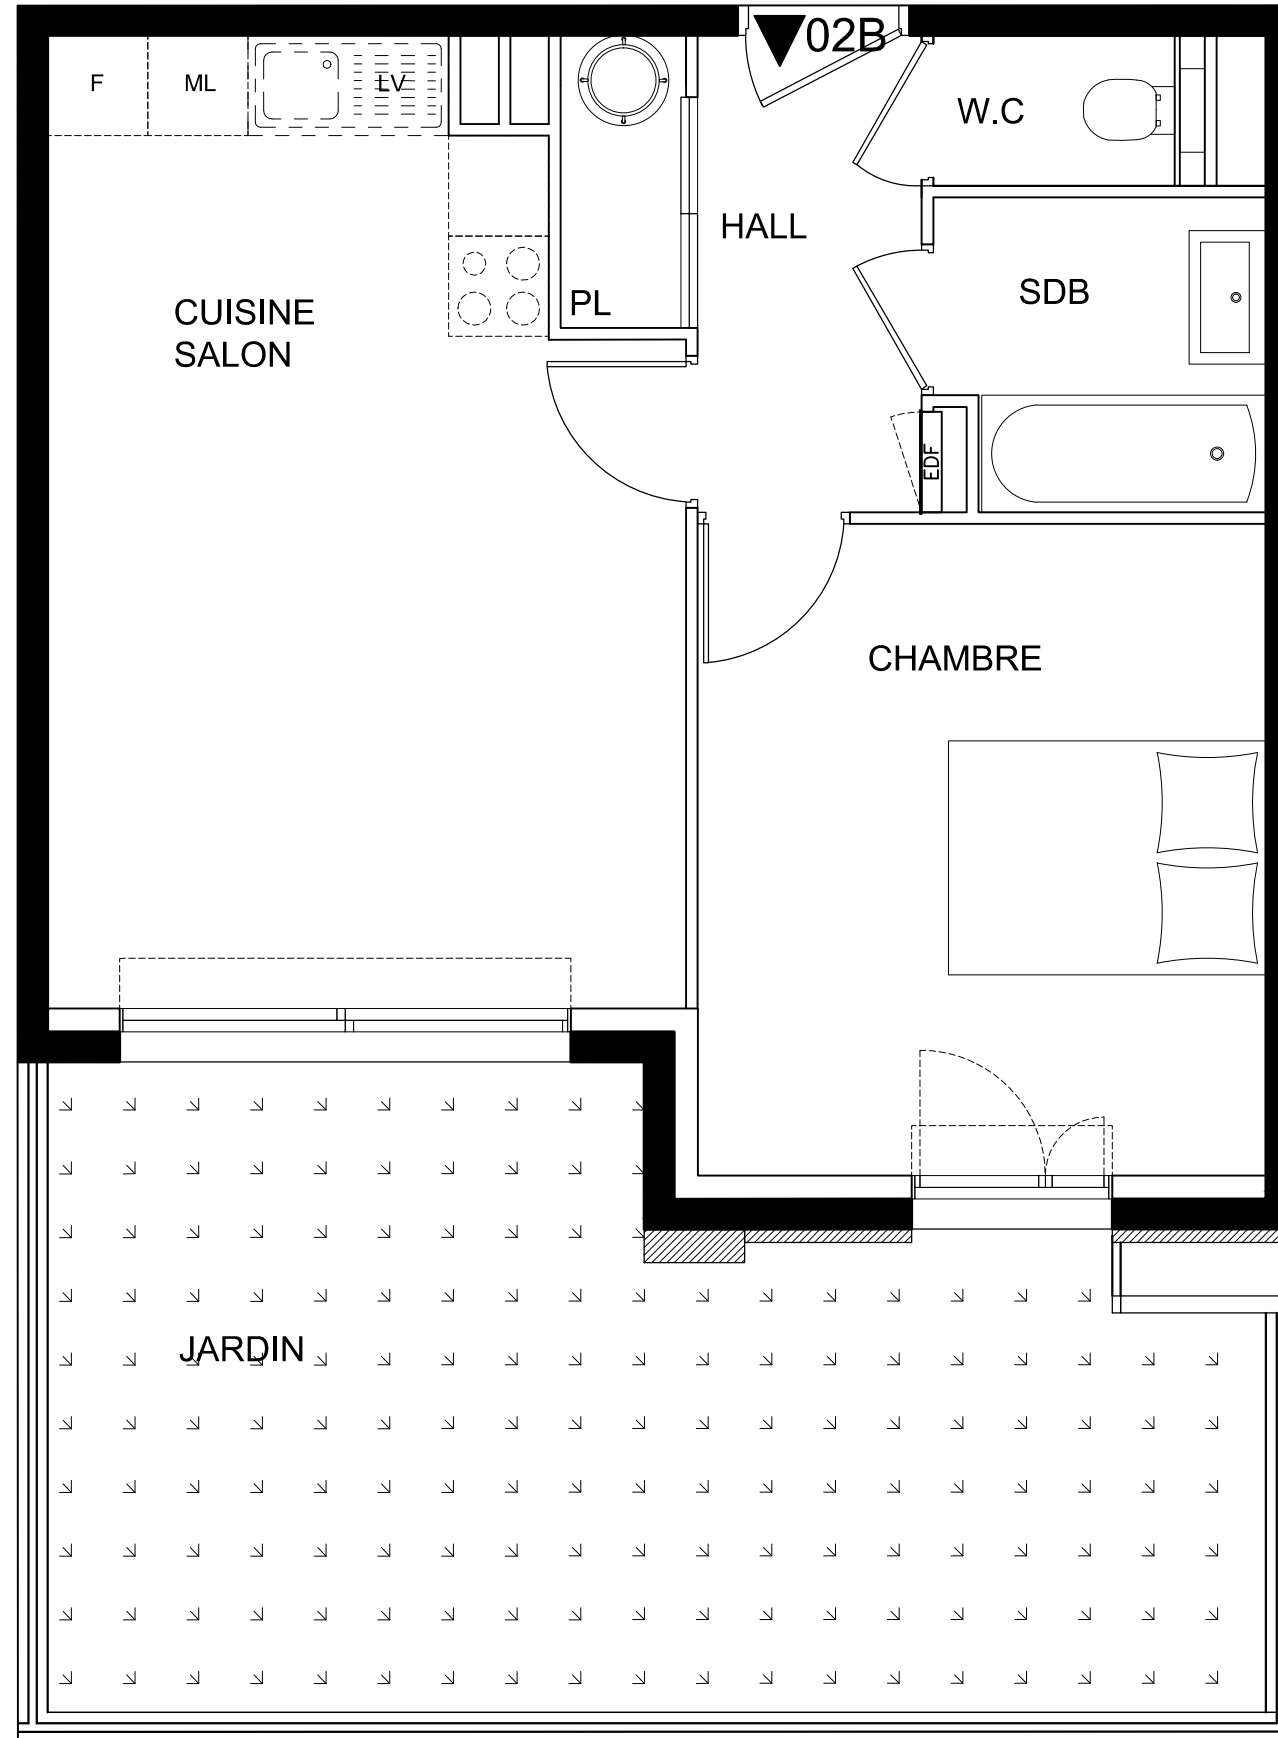 02B
F
ML
LV
W.C
HALL
SDB
PL
CUISINE
SALON
EDF
CHAMBRE
JARDIN